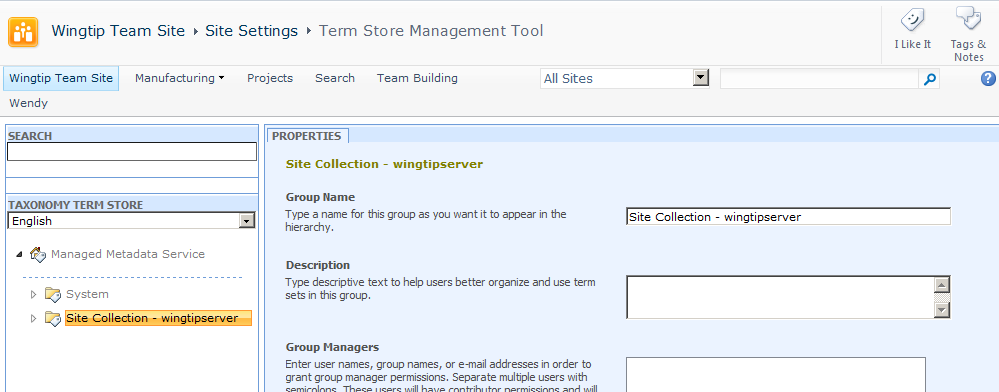 Wingtip Team Site ▸ Site Settings ▸ Term Store Management Tool
I Like It
Tags &
Notes
Wingtip Team Site Manufacturing Projects Search Team Building All Sites
Wendy
SEARCH
TAXONOMY TERM STORE
English
Managed Metadata Service
System
Site Collection - wingtipserver
PROPERTIES
Site Collection - wingtipserver
Group Name
Type a name for this group as you want it to appear in the
hierarchy.
Site Collection - wingtipserver
Description
Type descriptive text to help users better organize and use term
sets in this group.
Group Managers
Enter user names, group names, or e-mail addresses in order to
grant group manager permissions. Separate multiple users with
semicolons. These users will have contributor permissions and will